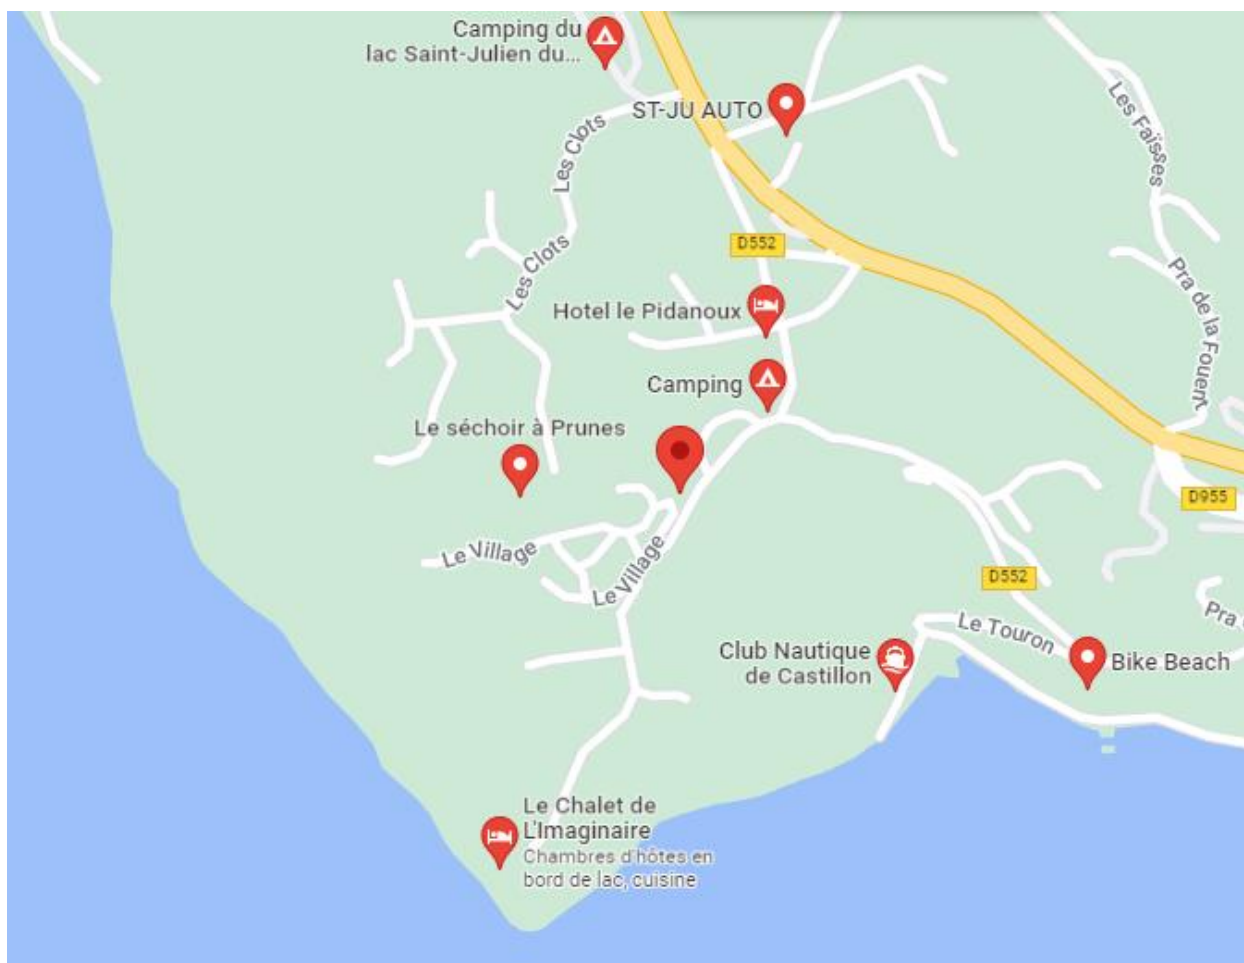 Camping du
lac Saint-Julien du...
ST-JU AUTO
Les Clots
Les Faïsses
D552
Les Clots
Pra de la Fouent
Hotel le Pidanoux
Camping
Le séchoir à Prunes
D955
Le Village
Le Village
D552
Pra
Le Touron
Club Nautique
de Castillon
Bike Beach
Le Chalet de
L'Imaginaire
Chambres d'hôtes en
bord de lac, cuisine